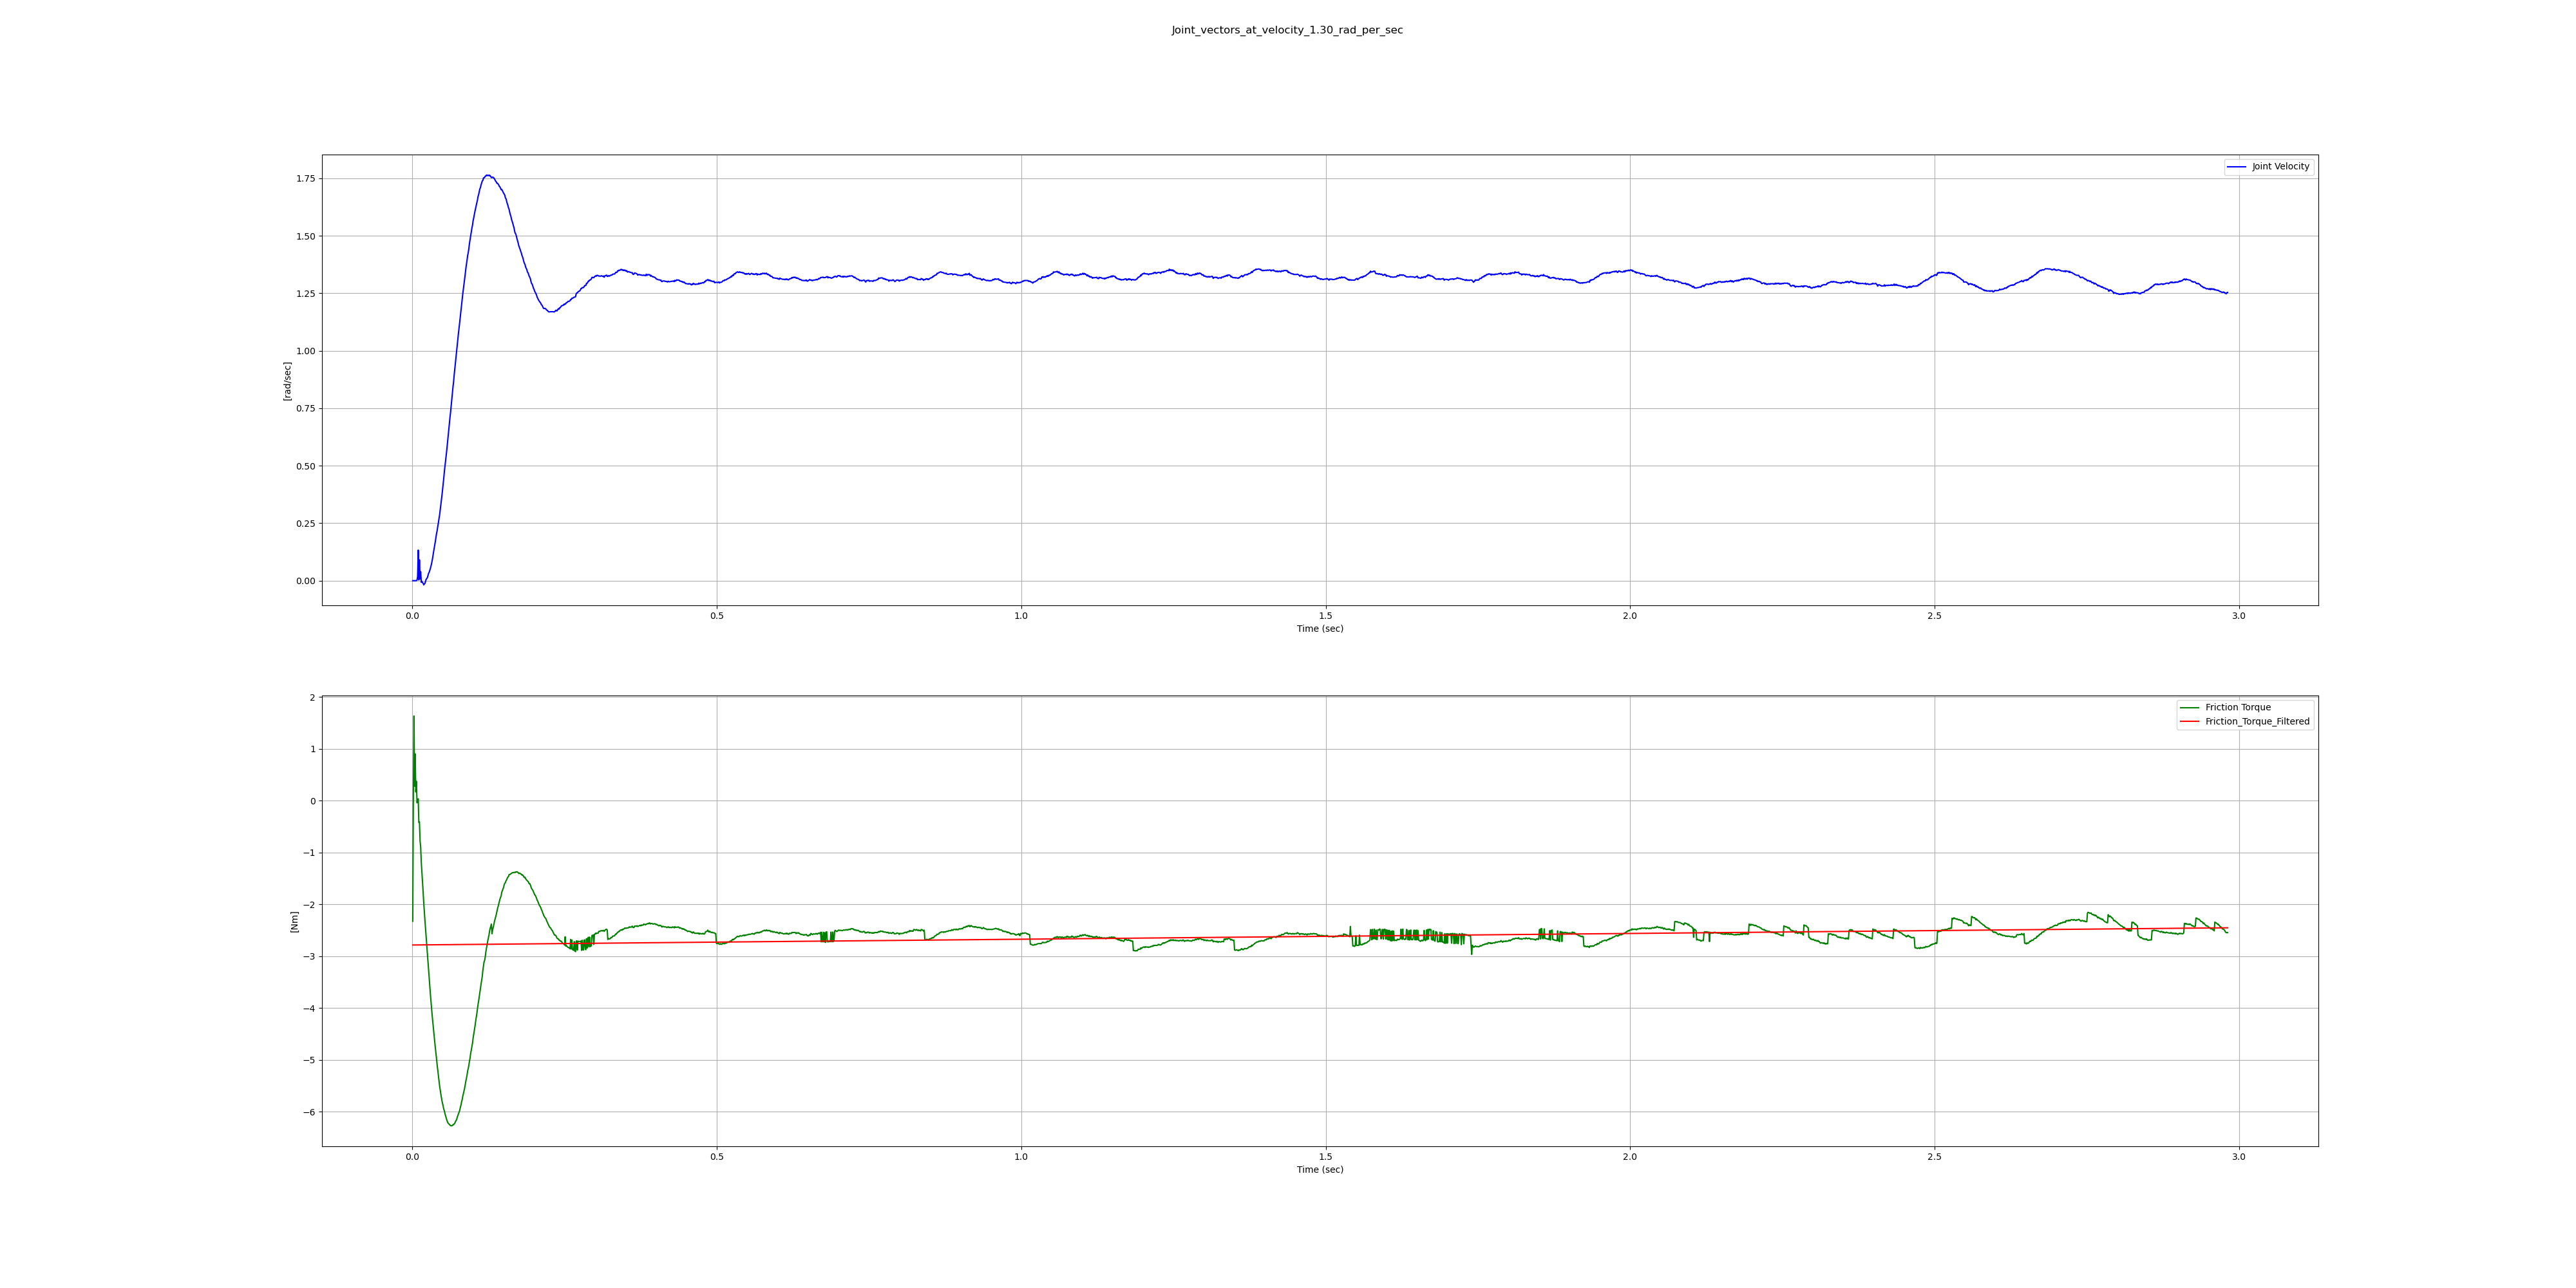 Joint_vectors_at_velocity_1.30_rad_per_sec
Joint Velocity
1.75
1.50
1.25
1.00
0.75
0.50
0.25
0.00
[rad/sec]
0.0 0.5 1.0 1.5 2.0 2.5 3.0
Time (sec)
Friction Torque
Friction_Torque_Filtered
2
1
0
−1
−2
−3
−4
−5
−6
[Nm]
0.0 0.5 1.0 1.5 2.0 2.5 3.0
Time (sec)